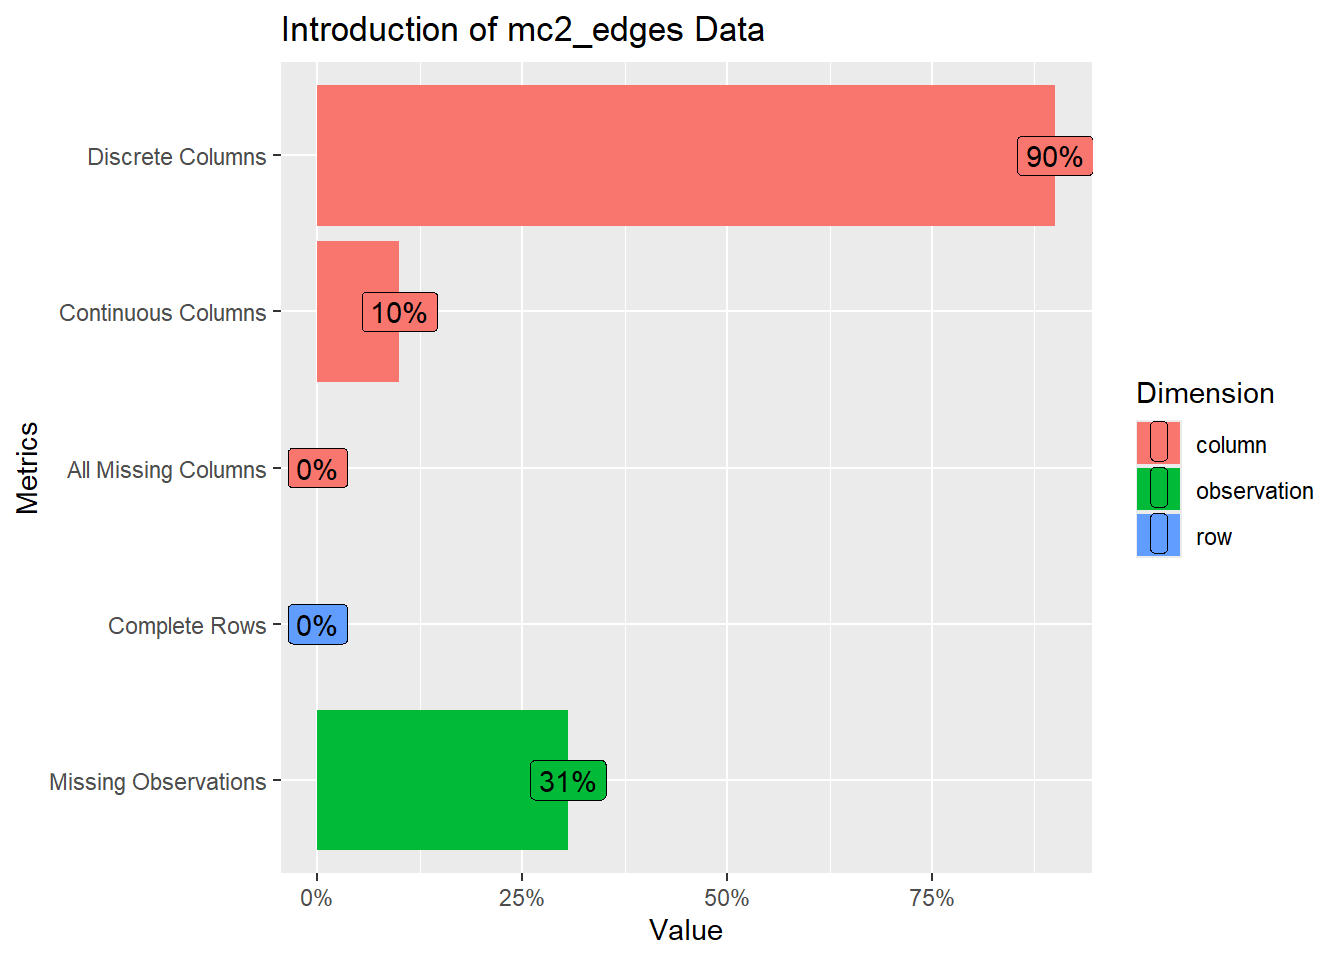 Introduction of mc2_edges Data
Discrete Columns
90%
Continuous Columns
10%
All Missing Columns
0%
Complete Rows
0%
Missing Observations
31%
0%
25%
50%
75%
Value
Metrics
Dimension
column
observation
row